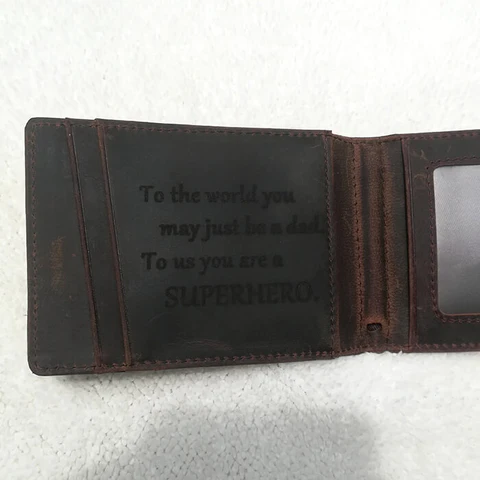 To the world you
may just be a dad.
To us you are a
SUPERHERO.